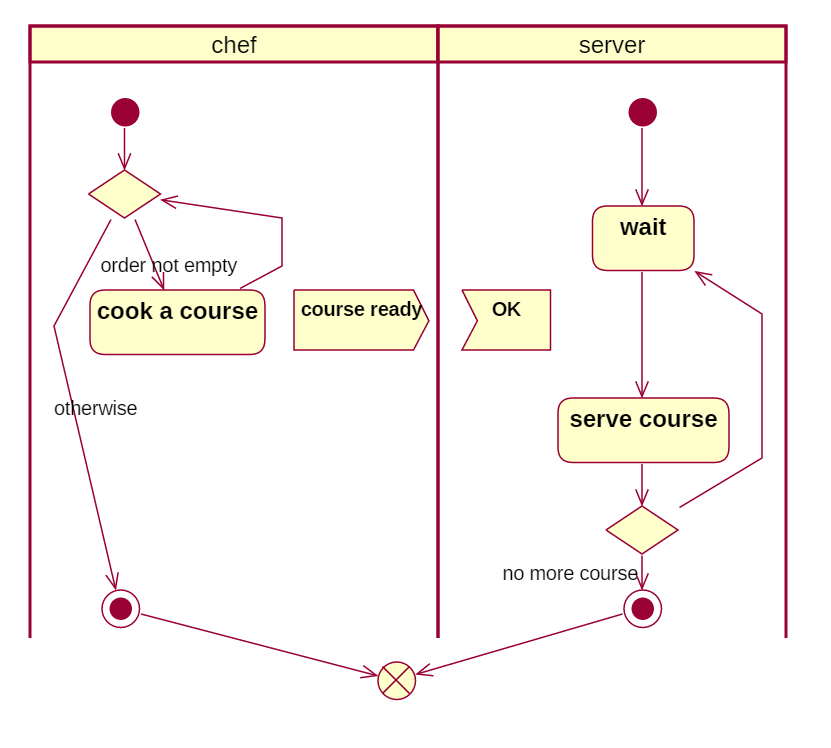 chef
server
wait
order not empty
cook a course
course ready
OK
otherwise
serve course
no more course